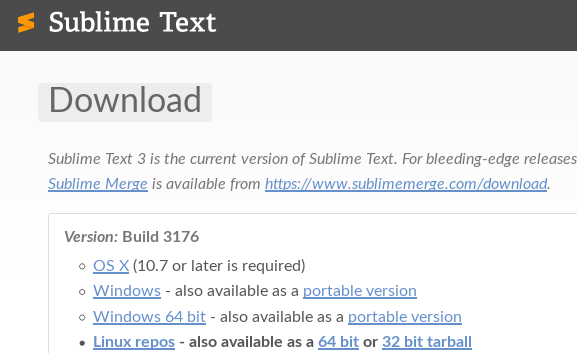 Sublime Text
Download
Sublime Text 3 is the current version of Sublime Text. For bleeding-edge releases
Sublime Merge is available from https://www.sublimemerge.com/download.
Version: Build 3176
OS X (10.7 or later is required)
Windows - also available as a portable version
Windows 64 bit - also available as a portable version
Linux repos - also available as a 64 bit or 32 bit tarball